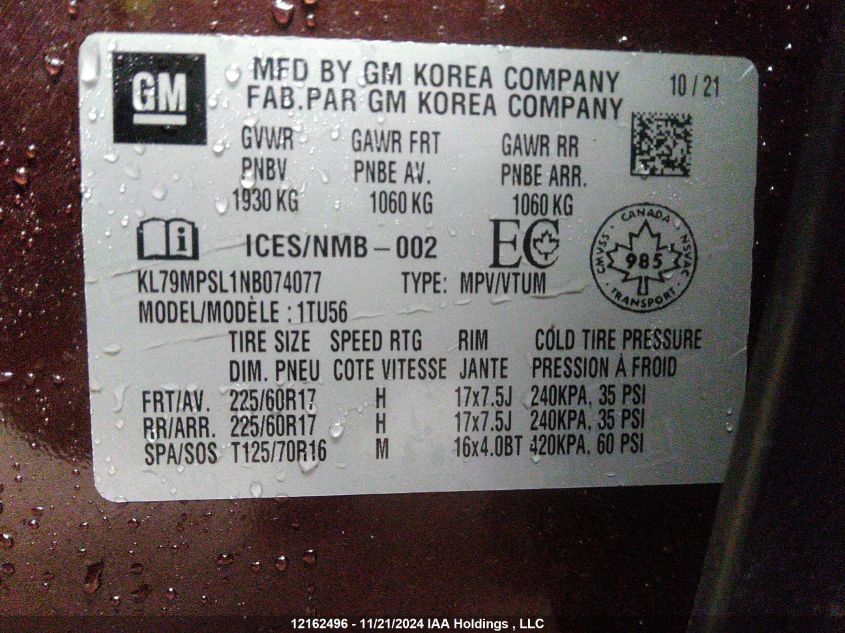 GM
MFD BY GM KOREA COMPANY 10 / 21
FAB.PAR GM KOREA COMPANY
GVWR GAWR FRT GAWR RR
PNBV PNBE AV. PNBE ARR.
1930 KG 1060 KG 1060 KG
i ICES/NMB-002 EC
CANADA CMVSS 985 NSVAC TRANSPORT
KL79MPSL1NB074077 TYPE: MPV/VTUM
MODEL/MODÈLE : 1TU56
TIRE SIZE SPEED RTG RIM COLD TIRE PRESSURE
DIM. PNEU COTE VITESSE JANTE PRESSION À FROID
FRT/AV. 225/60R17 H 17x7.5J 240KPA, 35 PSI
RR/ARR. 225/60R17 H 17x7.5J 240KPA, 35 PSI
SPA/SOS T125/70R16 M 16x4.0BT 420KPA, 60 PSI
12162496 - 11/21/2024 IAA Holdings , LLC